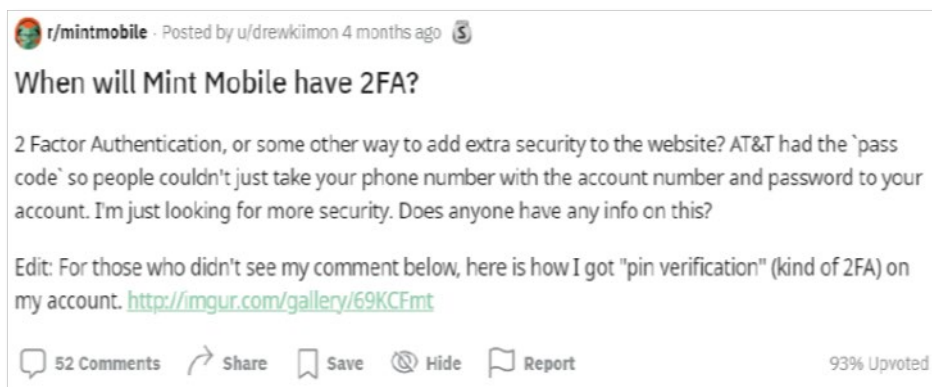 r/mintmobile · Posted by u/drewkiimon 4 months ago S
When will Mint Mobile have 2FA?
2 Factor Authentication, or some other way to add extra security to the website? AT&T had the `pass
code` so people couldn't just take your phone number with the account number and password to your
account. I'm just looking for more security. Does anyone have any info on this?
Edit: For those who didn't see my comment below, here is how I got "pin verification" (kind of 2FA) on
my account. http://imgur.com/gallery/69KCFmt
52 Comments Share Save Hide Report 93% Upvoted